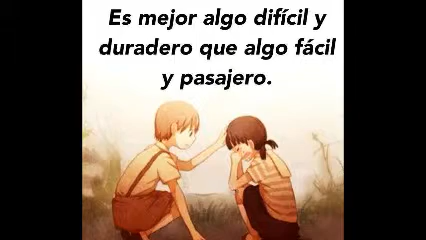 Es mejor algo difícil y
duradero que algo fácil
y pasajero.